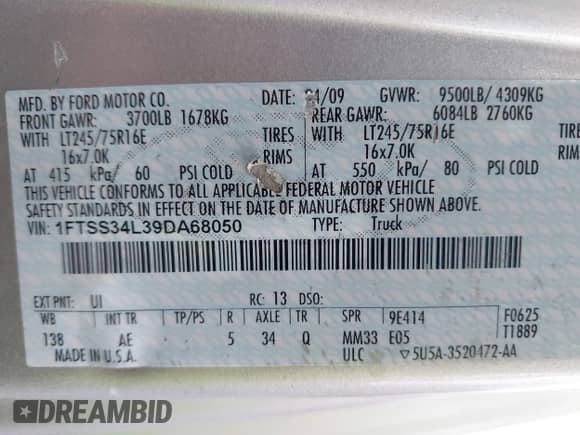 MFD. BY FORD MOTOR CO. DATE: 4/09 GVWR: 9500LB/ 4309KG
FRONT GAWR: 3700LB 1678KG REAR GAWR: 6084LB 2760KG
WITH LT245/75R16E TIRES WITH LT245/75R16E TIRE
16x7.0K RIMS 16x7.0K RIMS
AT 415 kPa/ 60 PSI COLD AT 550 kPa/ 80 PSI COLD
THIS VEHICLE CONFORMS TO ALL APPLICABLE FEDERAL MOTOR VEHICLE
SAFETY STANDARDS IN EFFECT ON THE DATE OF MANUFACTURE SHOWN ABOVE.
VIN: 1FTSS34L39DA68050 TYPE: Truck
EXT PNT: UI RC: 13 DSO:
WB INT TR TP/PS R AXLE TR SPR 9E414 F0625
138 AE 5 34 Q MM33 E05 T1889
MADE IN U.S.A. ULC ▽5U5A-3520472-AA
DREAMBID